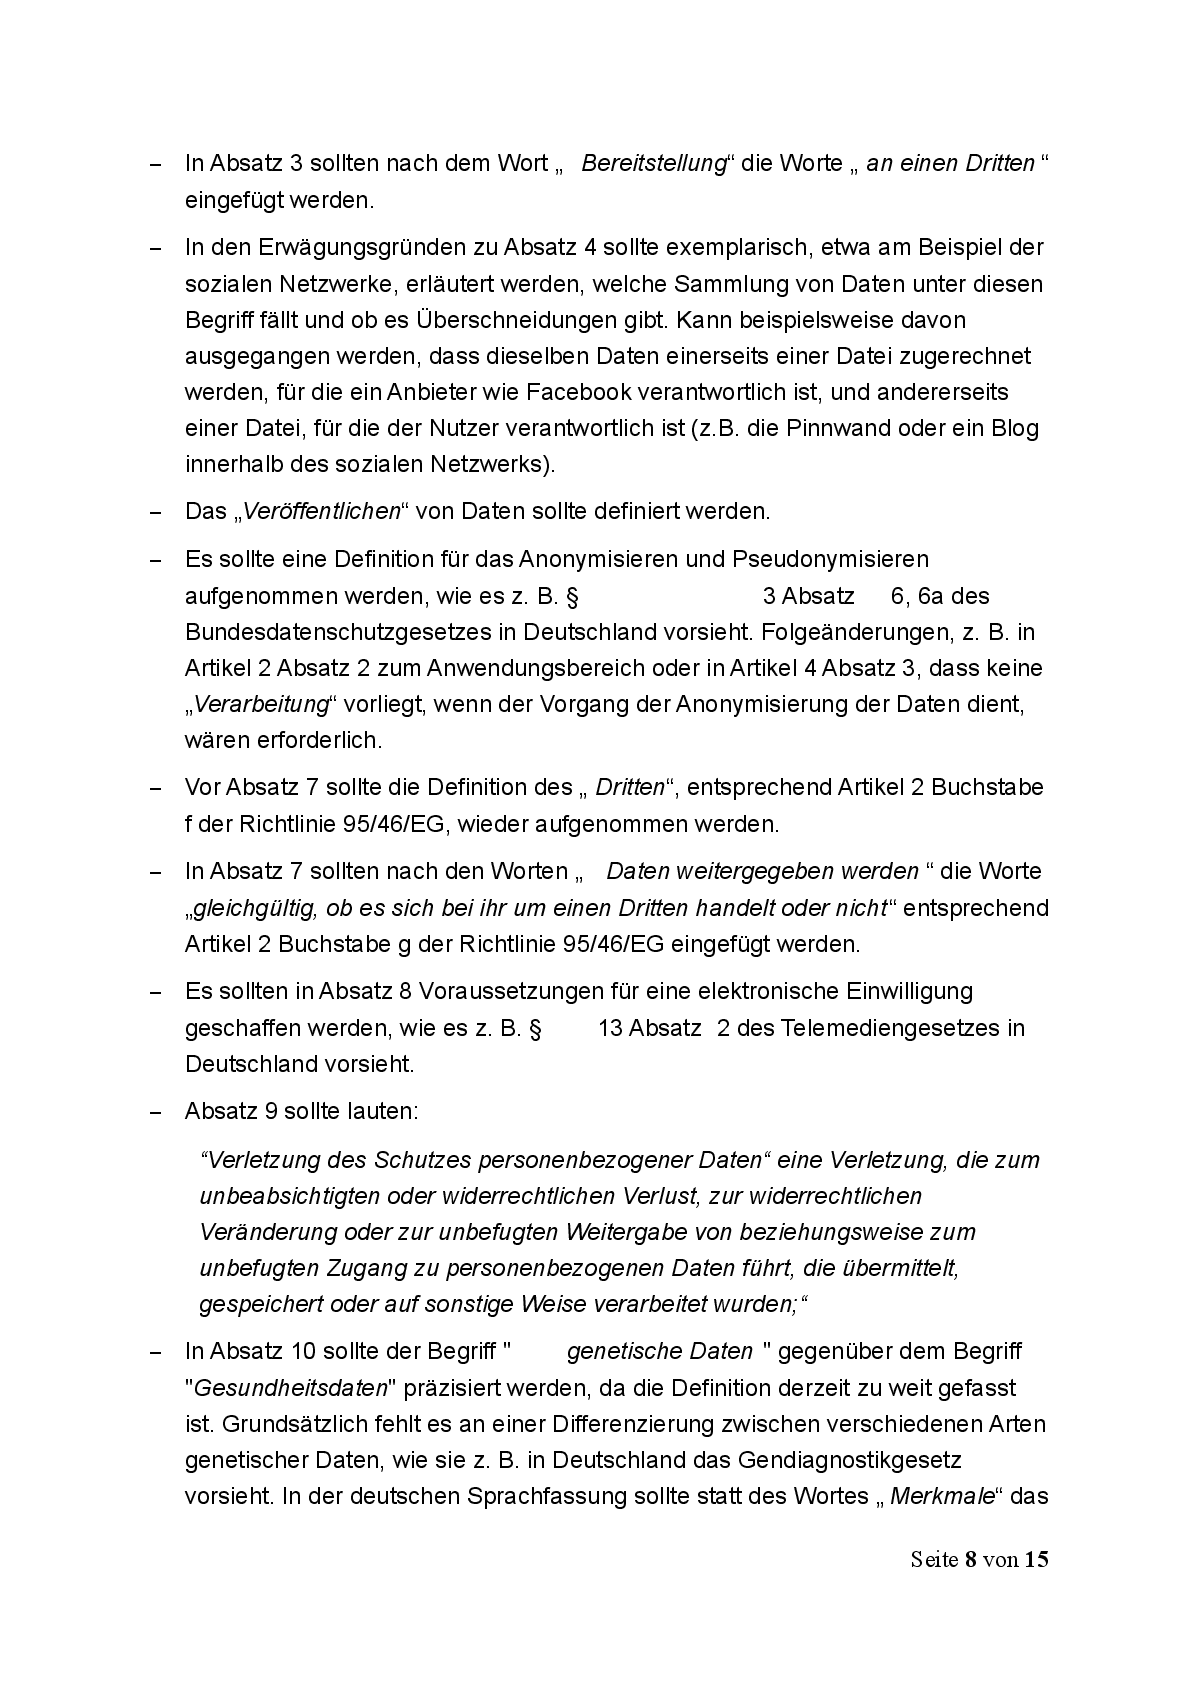 – In Absatz 3 sollten nach dem Wort „ Bereitstellung“ die Worte „ an einen Dritten “
eingefügt werden.
– In den Erwägungsgründen zu Absatz 4 sollte exemplarisch, etwa am Beispiel der
sozialen Netzwerke, erläutert werden, welche Sammlung von Daten unter diesen
Begriff fällt und ob es Überschneidungen gibt. Kann beispielsweise davon
ausgegangen werden, dass dieselben Daten einerseits einer Datei zugerechnet
werden, für die ein Anbieter wie Facebook verantwortlich ist, und andererseits
einer Datei, für die der Nutzer verantwortlich ist (z.B. die Pinnwand oder ein Blog
innerhalb des sozialen Netzwerks).
– Das „Veröffentlichen“ von Daten sollte definiert werden.
– Es sollte eine Definition für das Anonymisieren und Pseudonymisieren
aufgenommen werden, wie es z. B. § 3 Absatz 6, 6a des
Bundesdatenschutzgesetzes in Deutschland vorsieht. Folgeänderungen, z. B. in
Artikel 2 Absatz 2 zum Anwendungsbereich oder in Artikel 4 Absatz 3, dass keine
„Verarbeitung“ vorliegt, wenn der Vorgang der Anonymisierung der Daten dient,
wären erforderlich.
– Vor Absatz 7 sollte die Definition des „ Dritten“, entsprechend Artikel 2 Buchstabe
f der Richtlinie 95/46/EG, wieder aufgenommen werden.
– In Absatz 7 sollten nach den Worten „ Daten weitergegeben werden “ die Worte
„gleichgültig, ob es sich bei ihr um einen Dritten handelt oder nicht“ entsprechend
Artikel 2 Buchstabe g der Richtlinie 95/46/EG eingefügt werden.
– Es sollten in Absatz 8 Voraussetzungen für eine elektronische Einwilligung
geschaffen werden, wie es z. B. § 13 Absatz 2 des Telemediengesetzes in
Deutschland vorsieht.
– Absatz 9 sollte lauten:
“Verletzung des Schutzes personenbezogener Daten“ eine Verletzung, die zum
unbeabsichtigten oder widerrechtlichen Verlust, zur widerrechtlichen
Veränderung oder zur unbefugten Weitergabe von beziehungsweise zum
unbefugten Zugang zu personenbezogenen Daten führt, die übermittelt,
gespeichert oder auf sonstige Weise verarbeitet wurden;“
– In Absatz 10 sollte der Begriff " genetische Daten " gegenüber dem Begriff
"Gesundheitsdaten" präzisiert werden, da die Definition derzeit zu weit gefasst
ist. Grundsätzlich fehlt es an einer Differenzierung zwischen verschiedenen Arten
genetischer Daten, wie sie z. B. in Deutschland das Gendiagnostikgesetz
vorsieht. In der deutschen Sprachfassung sollte statt des Wortes „ Merkmale“ das
Seite 8 von 15